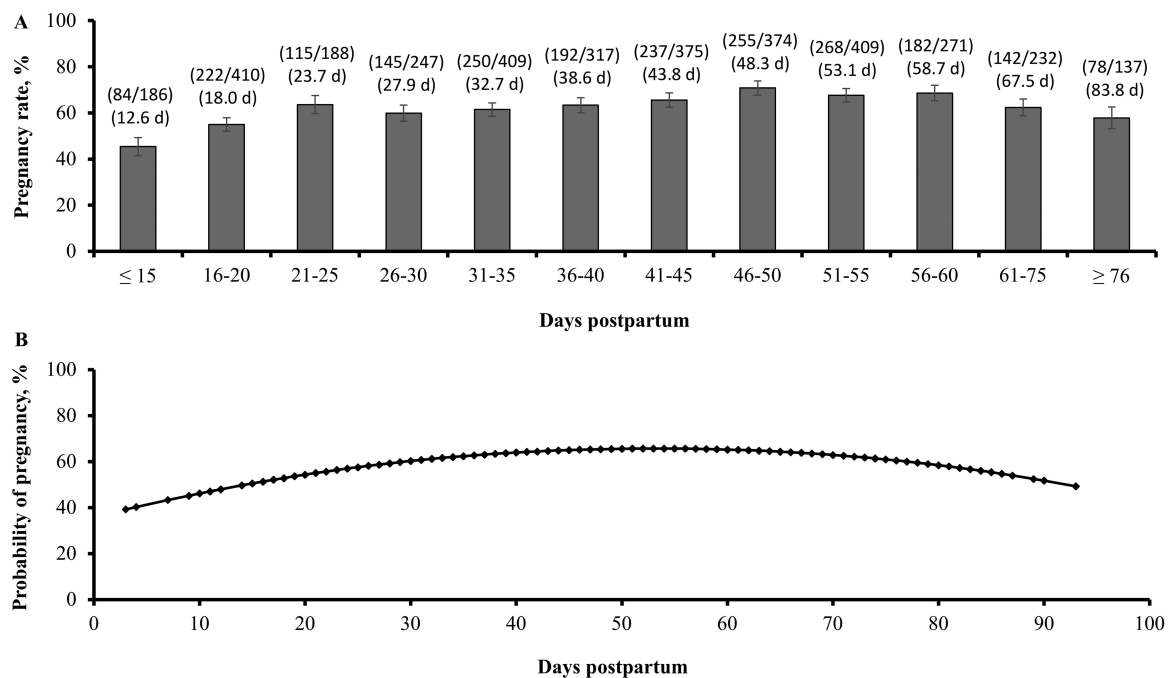 A
Pregnancy rate, %
100
80
60
40
20
0
(84/186)
(12.6 d)
(222/410)
(18.0 d)
(115/188)
(23.7 d)
(145/247)
(27.9 d)
(250/409)
(32.7 d)
(192/317)
(38.6 d)
(237/375)
(43.8 d)
(255/374)
(48.3 d)
(268/409)
(53.1 d)
(182/271)
(58.7 d)
(142/232)
(67.5 d)
(78/137)
(83.8 d)
≤ 15 16-20 21-25 26-30 31-35 36-40 41-45 46-50 51-55 56-60 61-75 ≥ 76
Days postpartum
B
Probability of pregnancy, %
100
80
60
40
20
0
0 10 20 30 40 50 60 70 80 90 100
Days postpartum